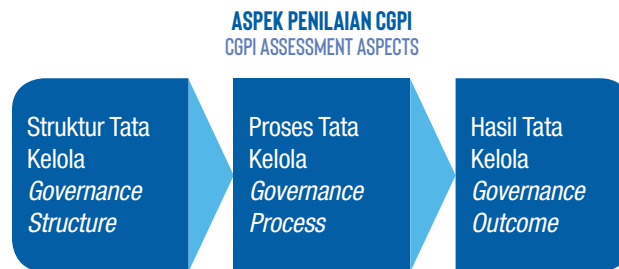 ASPEK PENILAIAN CGPI
CGPI ASSESSMENT ASPECTS
Struktur Tata
Kelola
Governance
Structure
Proses Tata
Kelola
Governance
Process
Hasil Tata
Kelola
Governance
Outcome